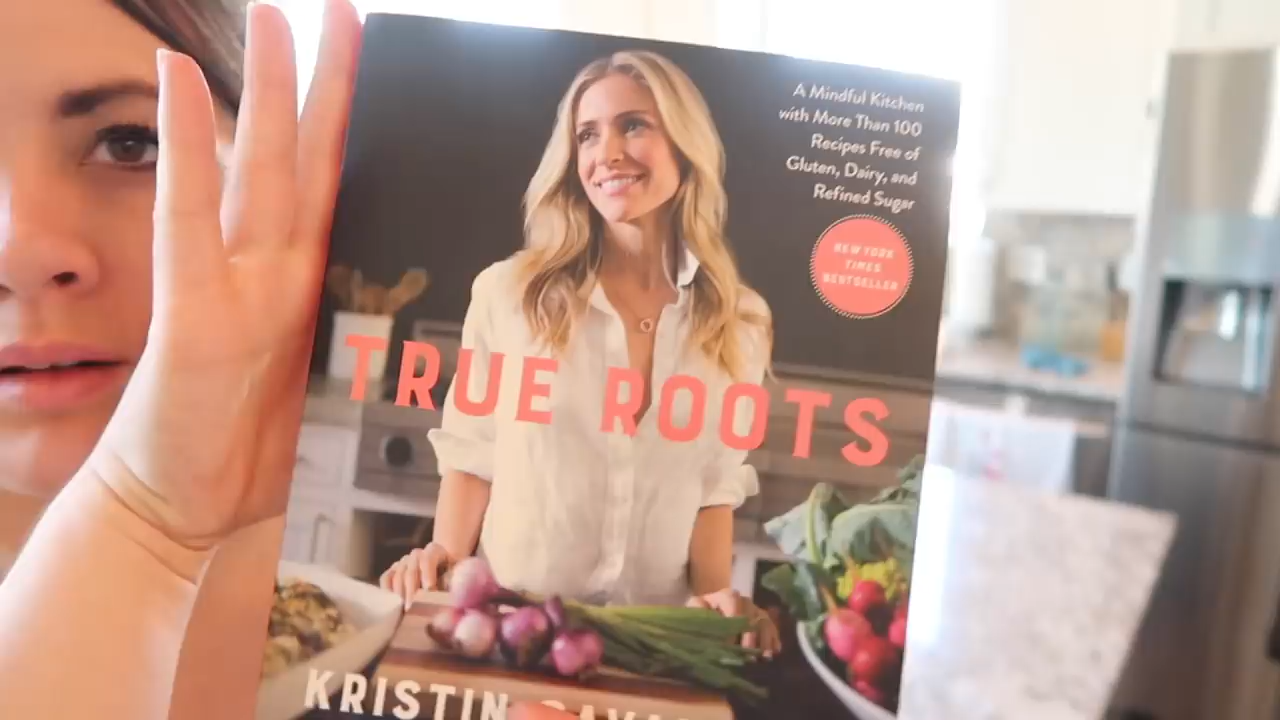 A Mindful Kitchen
with More Than 100
Recipes Free of
Gluten, Dairy, and
Refined Sugar
NEW YORK
TIMES
BESTSELLER
TRUE ROOTS
KRISTIN